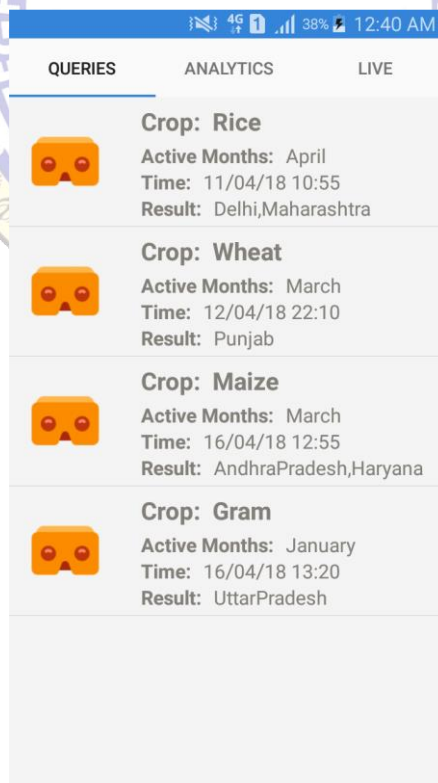 4G 1 38% 12:40 AM
QUERIES ANALYTICS LIVE
Crop: Rice
Active Months: April
Time: 11/04/18 10:55
Result: Delhi,Maharashtra
Crop: Wheat
Active Months: March
Time: 12/04/18 22:10
Result: Punjab
Crop: Maize
Active Months: March
Time: 16/04/18 12:55
Result: AndhraPradesh,Haryana
Crop: Gram
Active Months: January
Time: 16/04/18 13:20
Result: UttarPradesh